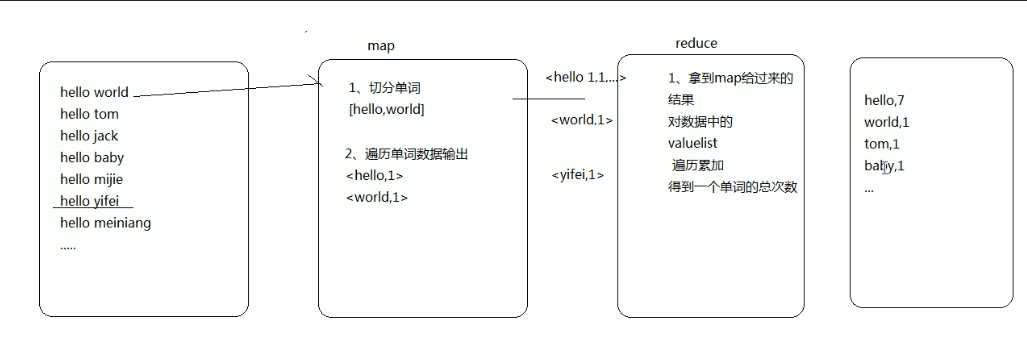 hello world
hello tom
hello jack
hello baby
hello mijie
hello yifei
hello meiniang
.....
map
1、切分单词
[hello,world]
2、遍历单词数据输出
<hello,1>
<world,1>
<hello 1,1,...>
<world,1>
<yifei,1>
reduce
1、拿到map给过来的
结果
对数据中的
valuelist
遍历累加
得到一个单词的总次数
hello,7
world,1
tom,1
baby,1
...